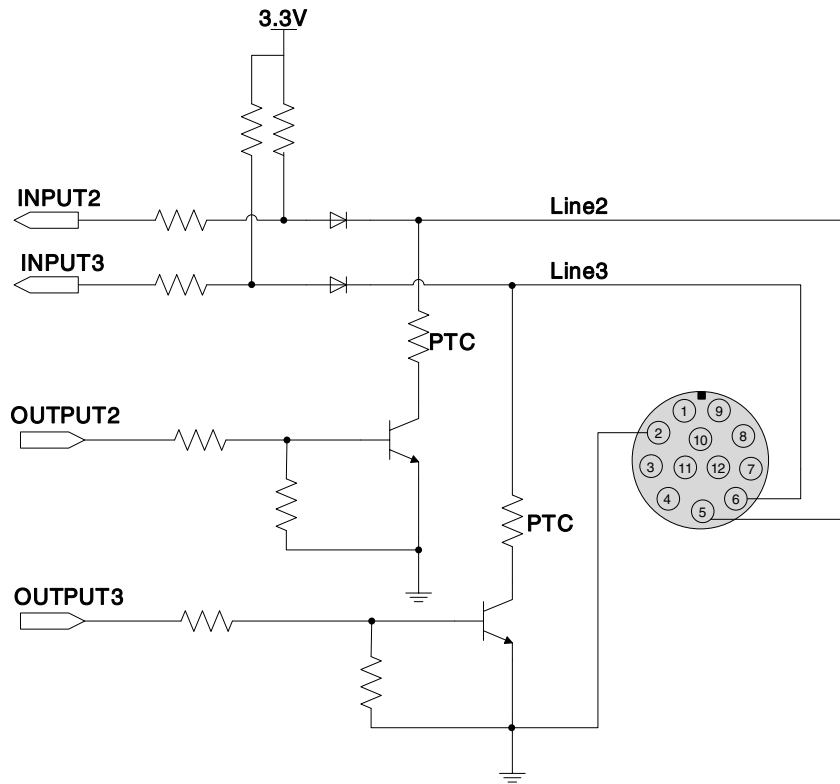 3.3V
INPUT2
Line2
INPUT3
Line3
PTC
OUTPUT2
1
9
2
10
8
3
11
12
7
4
6
5
PTC
OUTPUT3